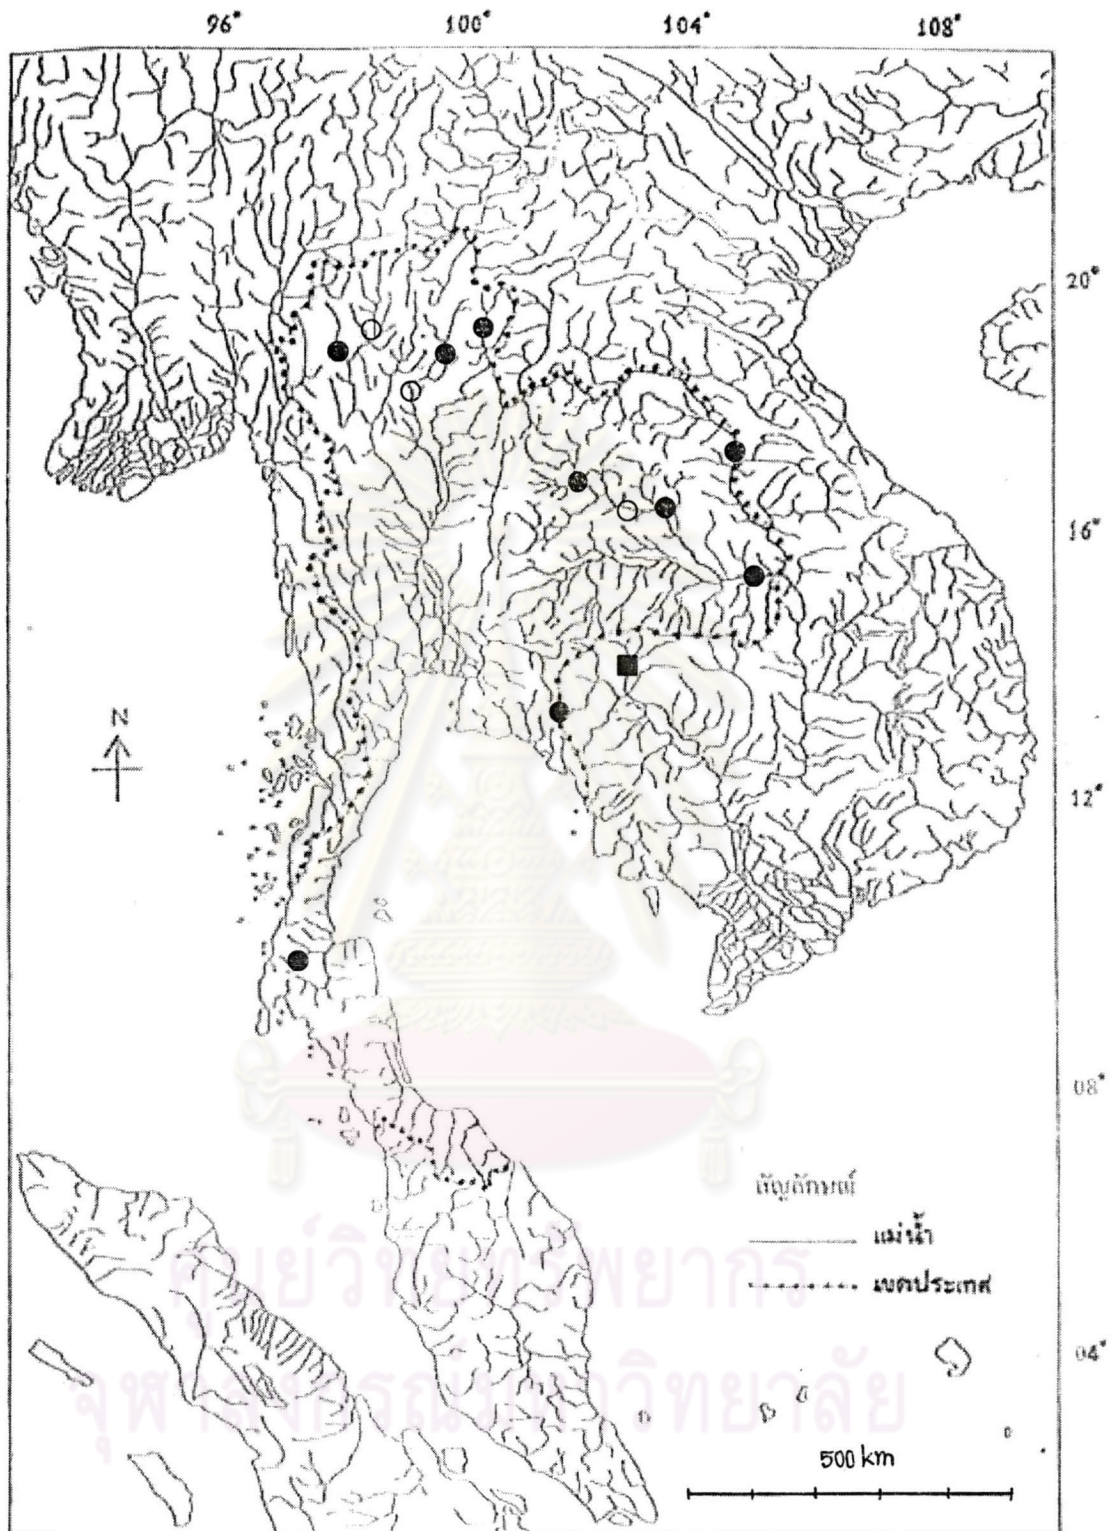 96° 100° 104° 108°
20°
16°
N
12°
08°
สัญลักษณ์
แม่น้ำ
เขตประเทศ
ศูนย์วิทยทรัพยากร
04°
จุฬาลงกรณ์มหาวิทยาลัย
500 km